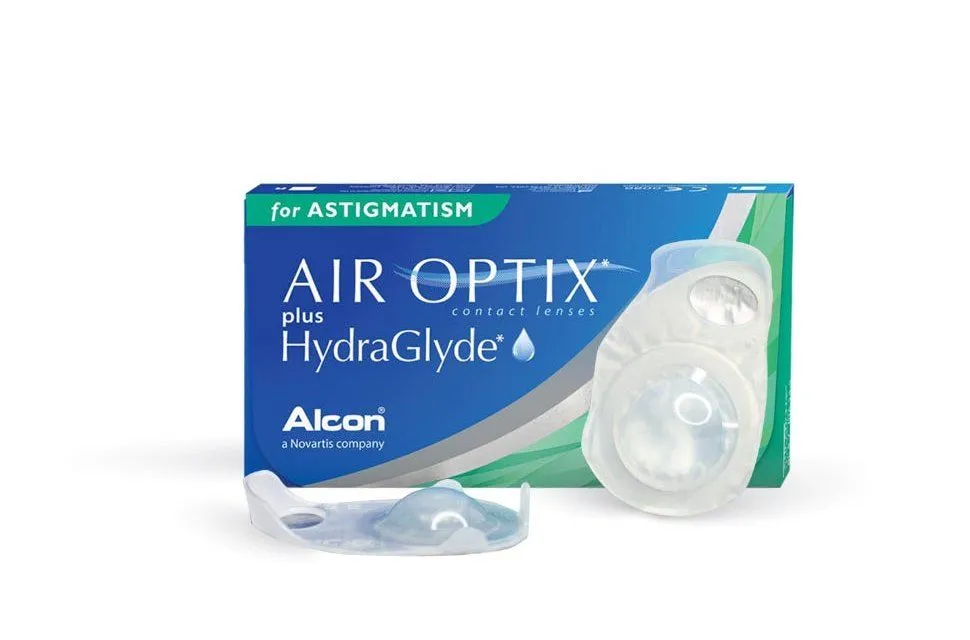 for ASTIGMATISM
AIR OPTIX*
contact lenses
plus
HydraGlyde*
Alcon®
a Novartis company